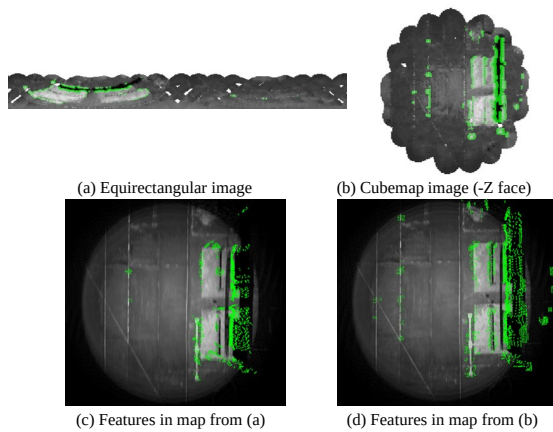 (a) Equirectangular image
(b) Cubemap image (-Z face)
(c) Features in map from (a)
(d) Features in map from (b)